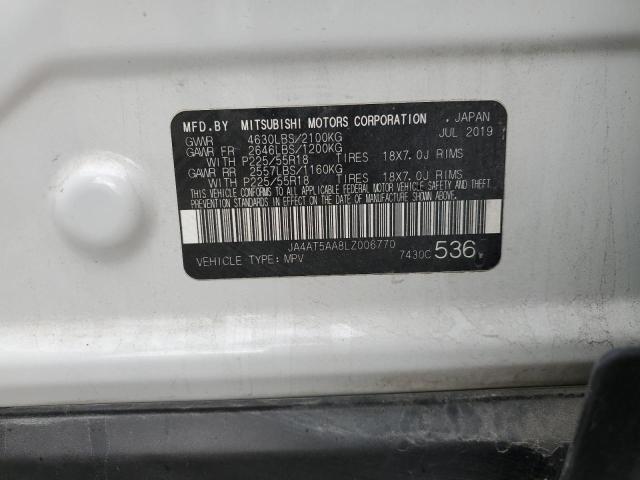 MFD.BY MITSUBISHI MOTORS CORPORATION . JAPAN
GVWR 4630LBS/2100KG JUL 2019
GAWR FR 2646LBS/1200KG
WITH P225/55R18 TIRES 18X7.0J RIMS
GAWR RR 2557LBS/1160KG
WITH P225/55R18 TIRES 18X7.0J RIMS
THIS VEHICLE CONFORMS TO ALL APPLICABLE FEDERAL MOTOR VEHICLE SAFETY AND THEFT
PREVENTION STANDARDS IN EFFECT ON THE DATE OF MANUFACTURE SHOWN ABOVE.
JA4AT5AA8LZ006770
VEHICLE TYPE: MPV 7430C 536